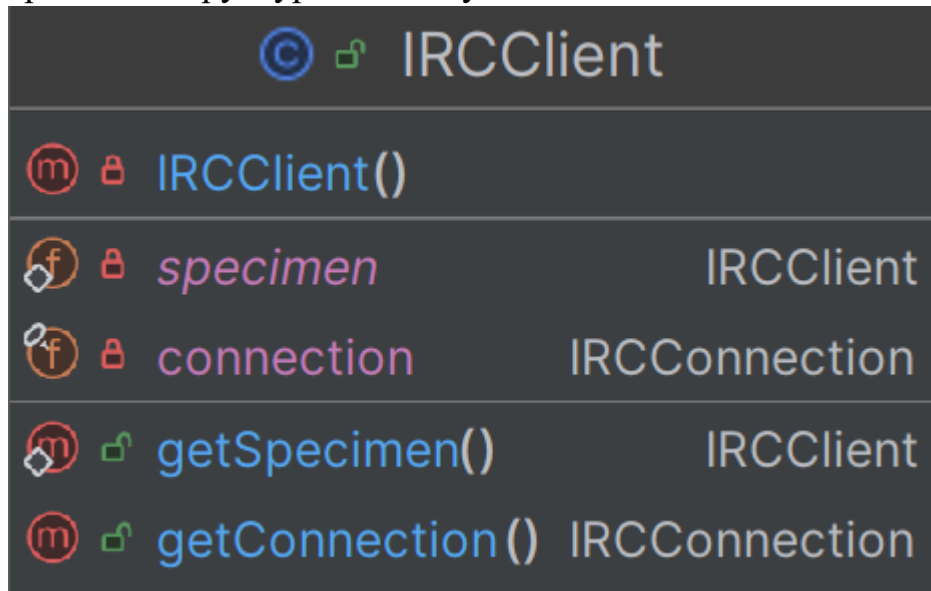 IRCClient
IRCClient()
specimen IRCClient
connection IRCConnection
getSpecimen() IRCClient
getConnection() IRCConnection